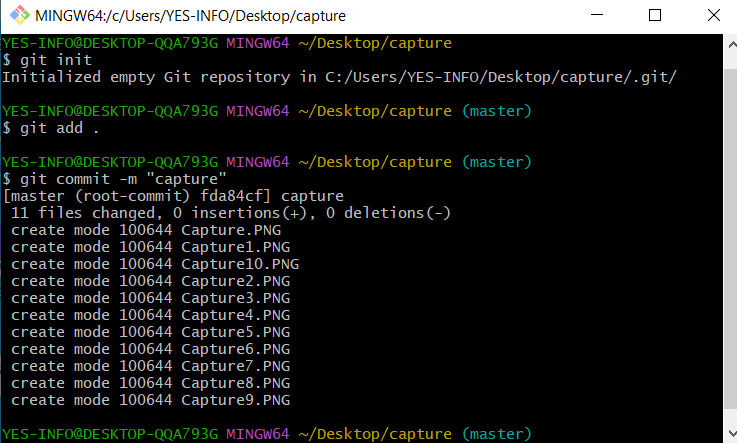 MINGW64:/c/Users/YES-INFO/Desktop/capture
YES-INFO@DESKTOP-QQA793G MINGW64 ~/Desktop/capture
$ git init
Initialized empty Git repository in C:/Users/YES-INFO/Desktop/capture/.git/
YES-INFO@DESKTOP-QQA793G MINGW64 ~/Desktop/capture (master)
$ git add .
YES-INFO@DESKTOP-QQA793G MINGW64 ~/Desktop/capture (master)
$ git commit -m "capture"
[master (root-commit) fda84cf] capture
11 files changed, 0 insertions(+), 0 deletions(-)
create mode 100644 Capture.PNG
create mode 100644 Capture1.PNG
create mode 100644 Capture10.PNG
create mode 100644 Capture2.PNG
create mode 100644 Capture3.PNG
create mode 100644 Capture4.PNG
create mode 100644 Capture5.PNG
create mode 100644 Capture6.PNG
create mode 100644 Capture7.PNG
create mode 100644 Capture8.PNG
create mode 100644 Capture9.PNG
YES-INFO@DESKTOP-QQA793G MINGW64 ~/Desktop/capture (master)